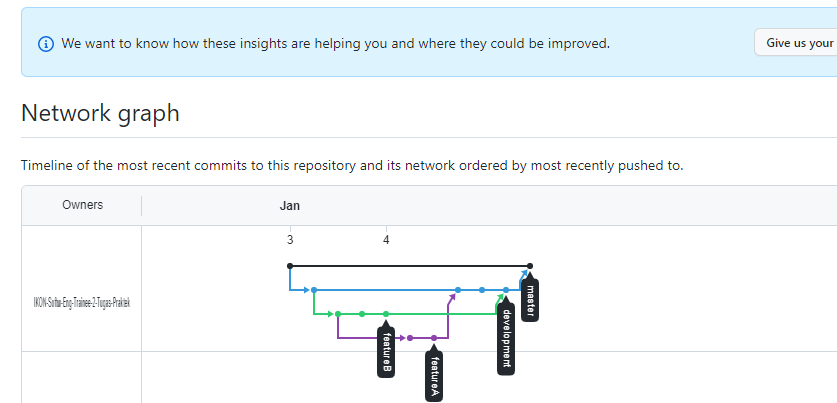 We want to know how these insights are helping you and where they could be improved.
Give us your
Network graph
Timeline of the most recent commits to this repository and its network ordered by most recently pushed to.
Owners
Jan
3
4
IKON-Softw-Eng-Trainee-2-Tugas-Praktek
master
development
featureB
featureA